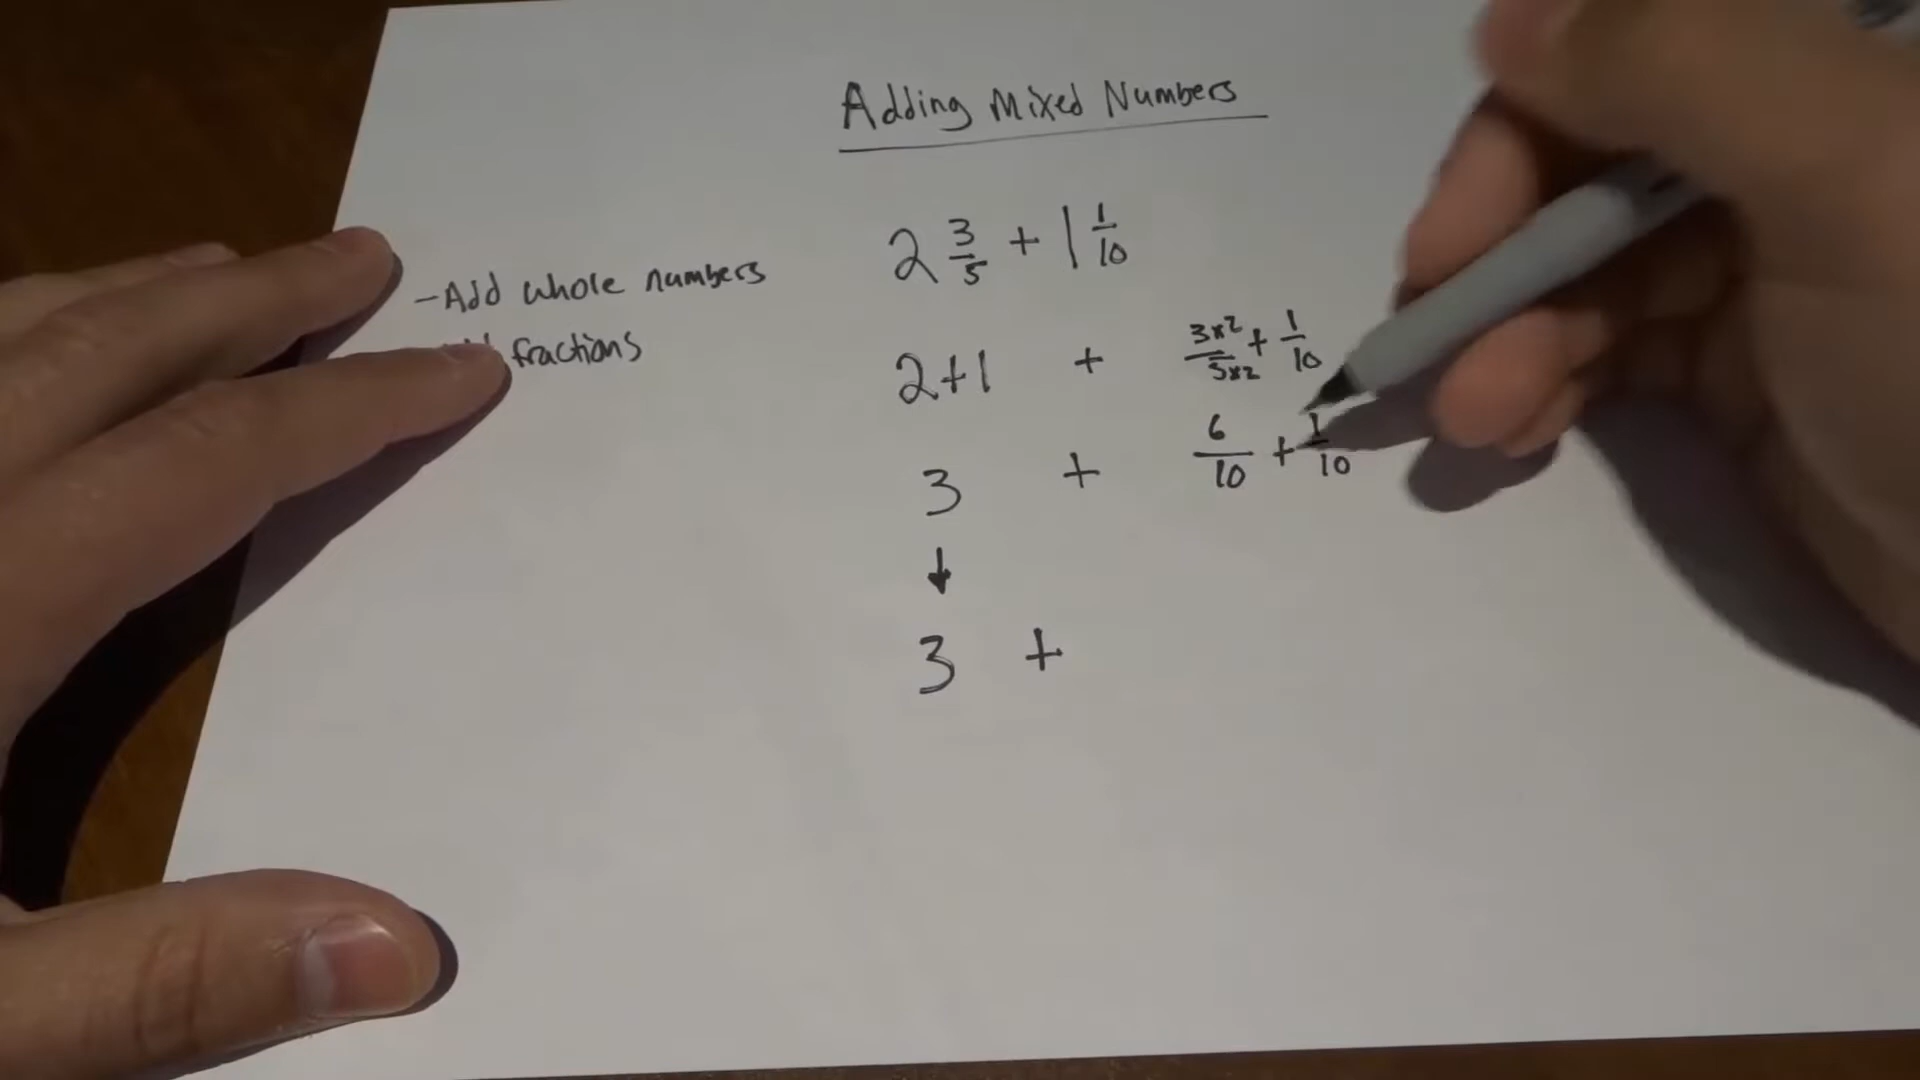 Adding Mixed Numbers
2 3/5 + 1 1/10
-Add whole numbers
fractions
2+1 + 3x2/5x2 + 1/10
3 + 6/10 + 1/10
↓
3 +